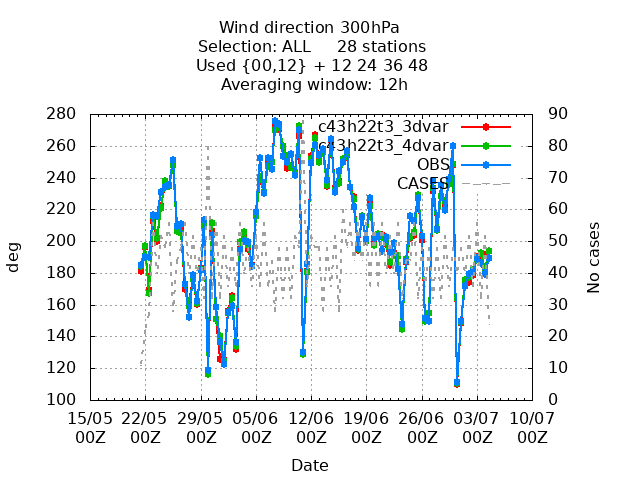 Wind direction 300hPa
Selection: ALL 28 stations
Used {00,12} + 12 24 36 48
Averaging window: 12h
c43h22t3_3dvar
c43h22t3_4dvar
OBS
CASES
280
260
240
220
200
180
160
140
120
100
deg
90
80
70
60
50
40
30
20
10
0
No cases
15/05 22/05 29/05 05/06 12/06 19/06 26/06 03/07 10/07
00Z 00Z 00Z 00Z 00Z 00Z 00Z 00Z 00Z
Date